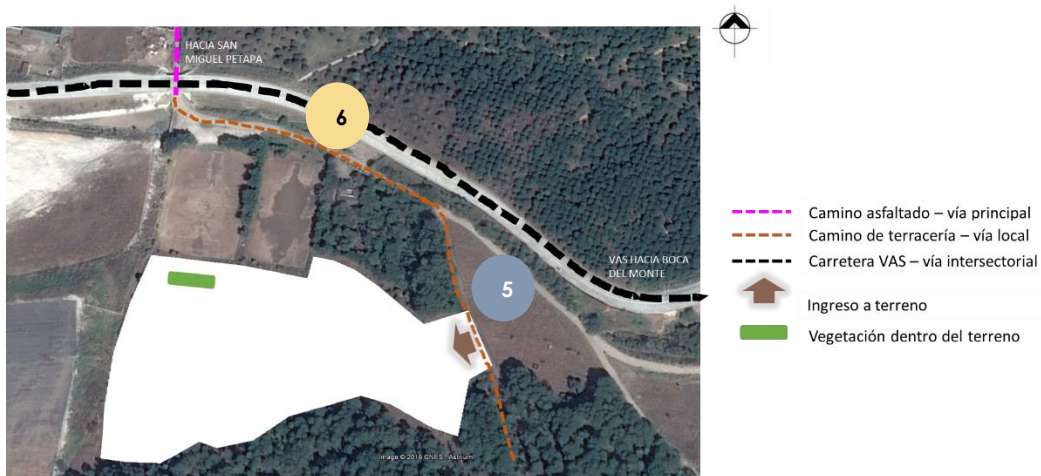 HACIA SAN
MIGUEL PETAPA
6
5
VAS HACIA BOCA
DEL MONTE
Image © 2016 CNES - Astrium
Camino asfaltado – vía principal
Camino de terracería – vía local
Carretera VAS – vía intersectorial
Ingreso a terreno
Vegetación dentro del terreno